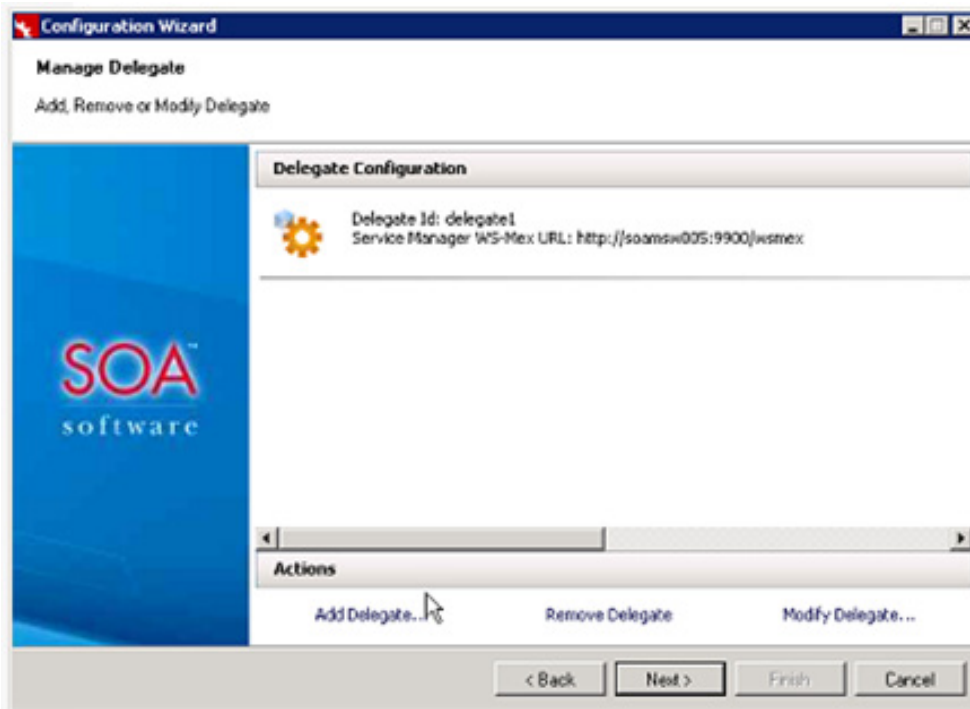 Configuration Wizard
Manage Delegate
Add, Remove or Modify Delegate
Delegate Configuration
Delegate Id: delegate1
Service Manager WS-Mex URL: http://soamsw005:9900/wsmex
SOA™
software
Actions
Add Delegate... Remove Delegate Modify Delegate...
< Back Next > Finish Cancel